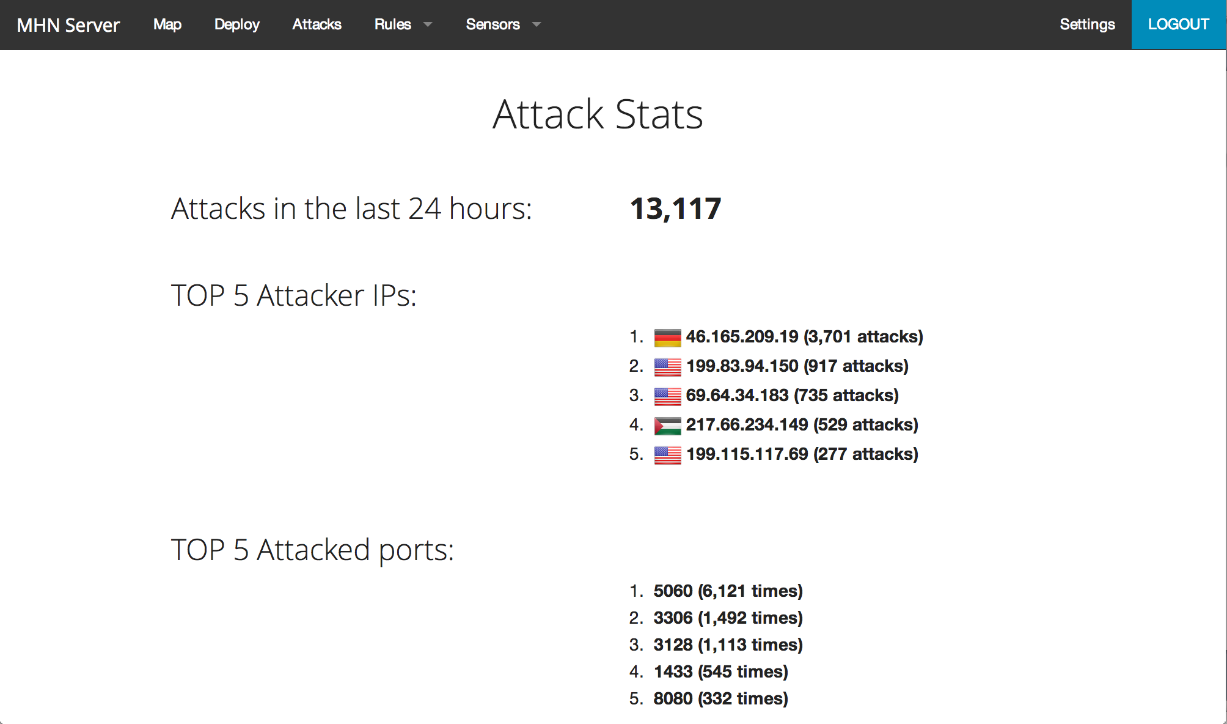 MHN Server Map Deploy Attacks Rules Sensors Settings LOGOUT
Attack Stats
Attacks in the last 24 hours: 13,117
TOP 5 Attacker IPs:
1. 46.165.209.19 (3,701 attacks)
2. 199.83.94.150 (917 attacks)
3. 69.64.34.183 (735 attacks)
4. 217.66.234.149 (529 attacks)
5. 199.115.117.69 (277 attacks)
TOP 5 Attacked ports:
1. 5060 (6,121 times)
2. 3306 (1,492 times)
3. 3128 (1,113 times)
4. 1433 (545 times)
5. 8080 (332 times)